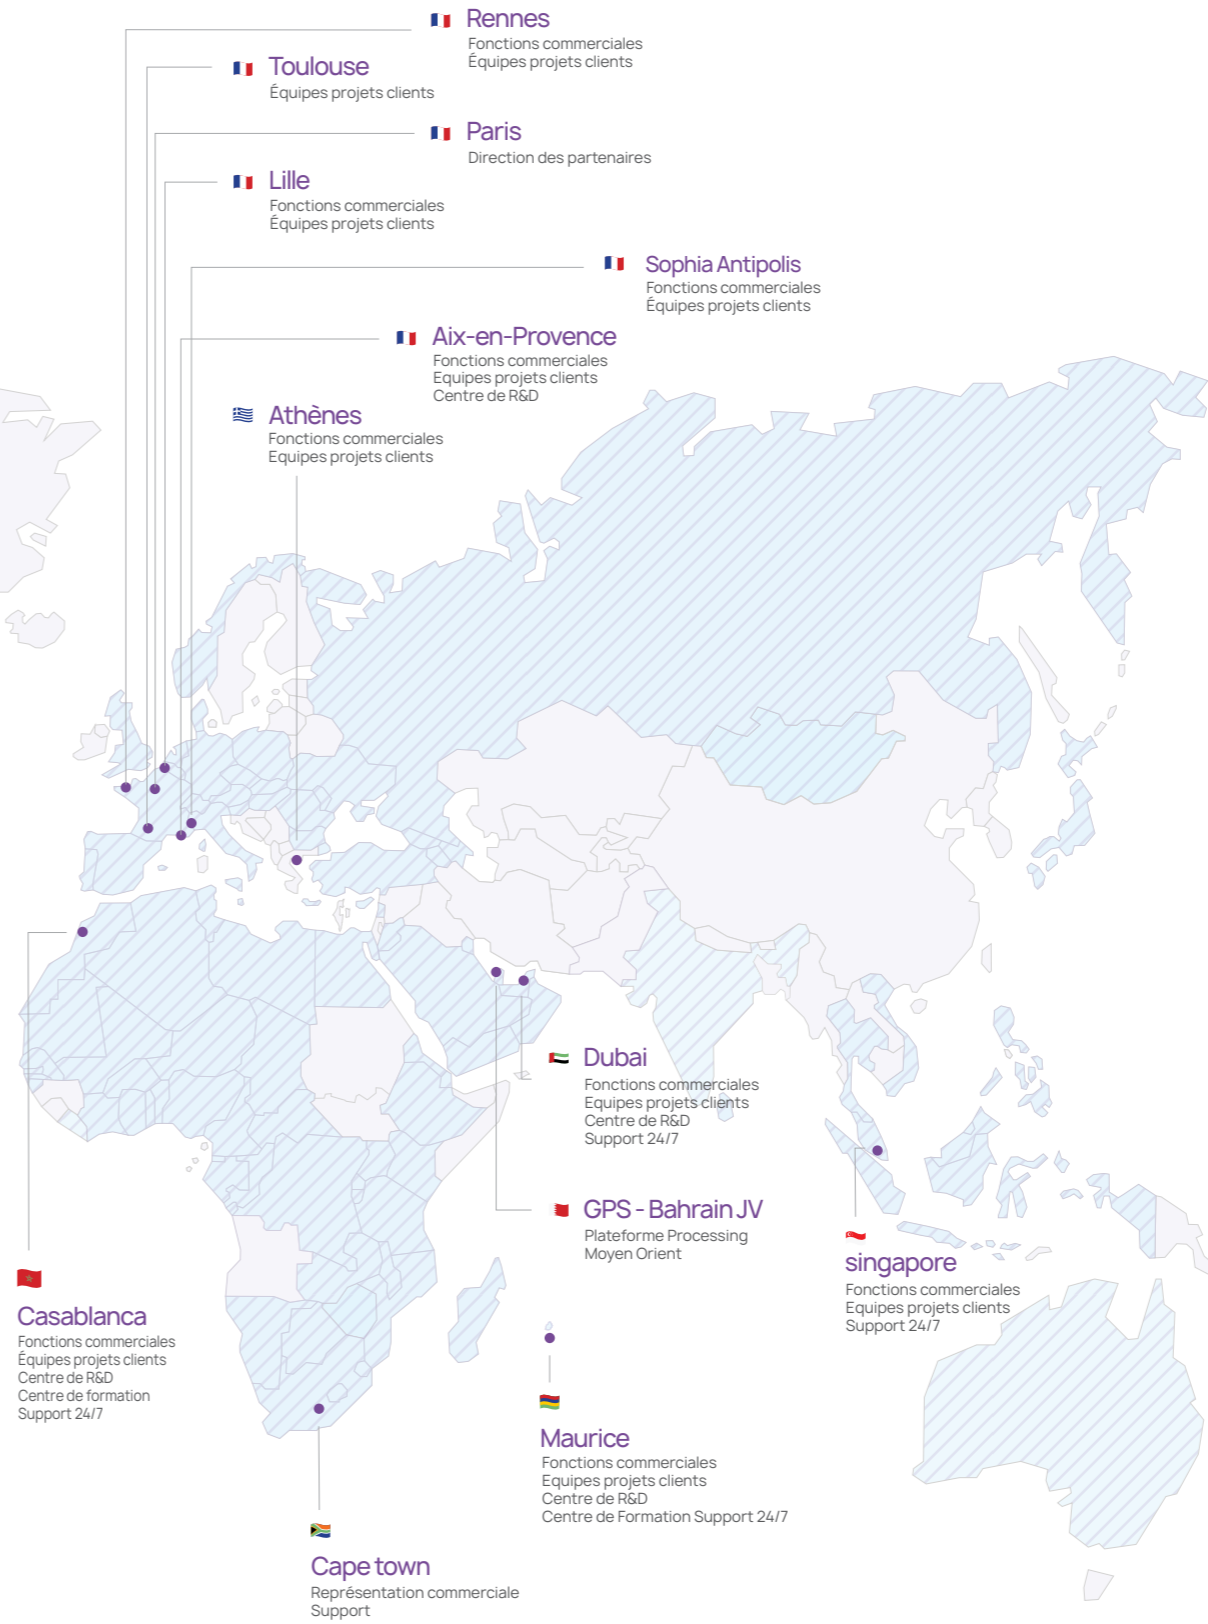 Rennes
Fonctions commerciales
Équipes projets clients
Toulouse
Équipes projets clients
Paris
Direction des partenaires
Lille
Fonctions commerciales
Équipes projets clients
Sophia Antipolis
Fonctions commerciales
Équipes projets clients
Aix-en-Provence
Fonctions commerciales
Equipes projets clients
Centre de R&D
Athènes
Fonctions commerciales
Equipes projets clients
Dubai
Fonctions commerciales
Equipes projets clients
Centre de R&D
Support 24/7
GPS - Bahrain JV
Plateforme Processing
Moyen Orient
singapore
Fonctions commerciales
Equipes projets clients
Support 24/7
Casablanca
Fonctions commerciales
Équipes projets clients
Centre de R&D
Centre de formation
Support 24/7
Maurice
Fonctions commerciales
Equipes projets clients
Centre de R&D
Centre de Formation Support 24/7
Cape town
Représentation commerciale
Support